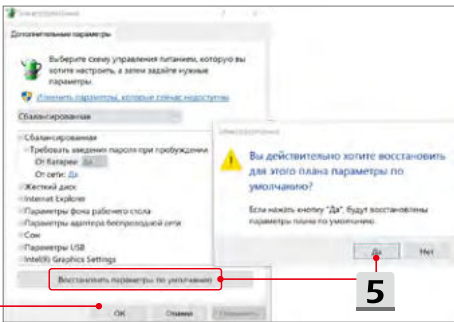 Электропитание
Дополнительные параметры
Выберите схему управления питанием, которую вы
хотите настроить, а затем задайте нужные
параметры.
Изменить параметры, которые сейчас недоступны
Сбалансированная
Сбалансированная
Требовать введения пароля при пробуждении
От батареи: Да
От сети: Да
Жесткий диск
Internet Explorer
Параметры фона рабочего стола
Параметры адаптера беспроводной сети
Сон
Параметры USB
Intel(R) Graphics Settings
Восстановить параметры по умолчанию
OK Отмена Применить
Электропитание
Вы действительно хотите восстановить
для этого плана параметры по
умолчанию?
Если нажать кнопку "Да", будут восстановлены
параметры плана по умолчанию.
Да Нет
5